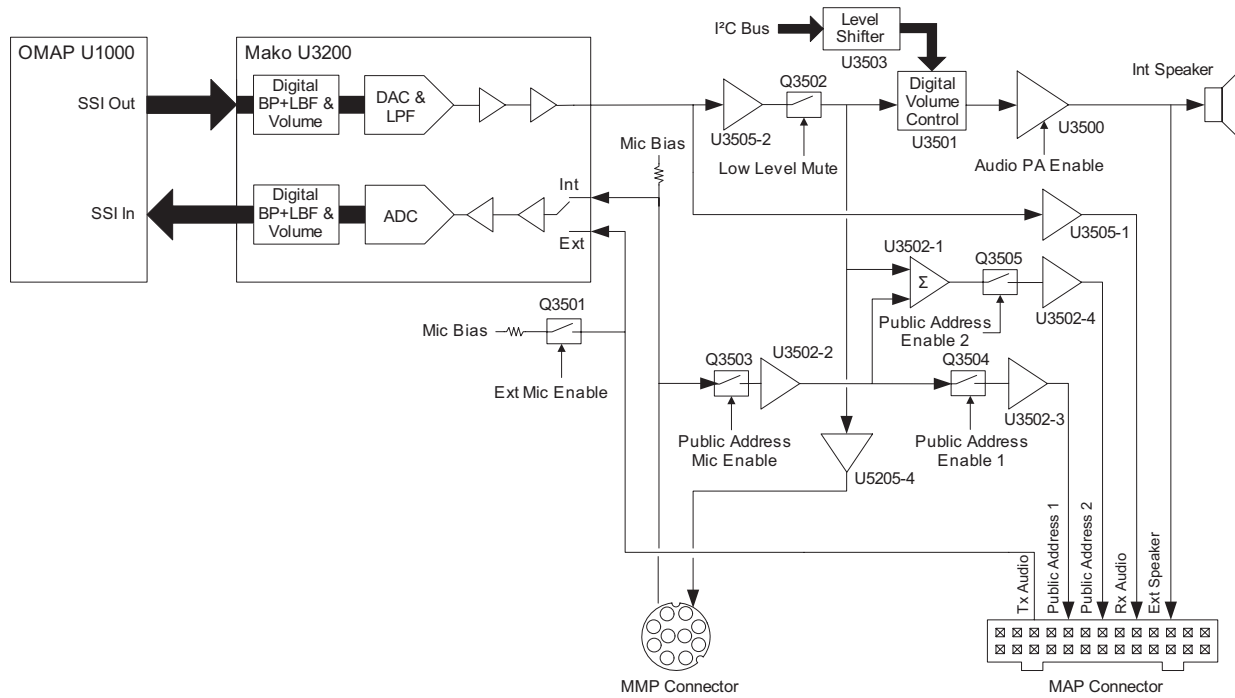 OMAP U1000
SSI Out
SSI In
Mako U3200
Digital
BP+LBF &
Volume
DAC &
LPF
Digital
BP+LBF &
Volume
ADC
Int
Ext
Mic Bias
I²C Bus
Level
Shifter
U3503
Q3502
U3505-2
Low Level Mute
Digital
Volume
Control
U3501
U3500
Audio PA Enable
Int Speaker
U3505-1
U3502-1
Σ
Q3505
U3502-4
Public Address
Enable 2
Q3501
Mic Bias
Ext Mic Enable
Q3503
U3502-2
Public Address
Mic Enable
Q3504
U3502-3
Public Address
Enable 1
U5205-4
Tx Audio
Public Address 1
Public Address 2
Rx Audio
Ext Speaker
MMP Connector
MAP Connector